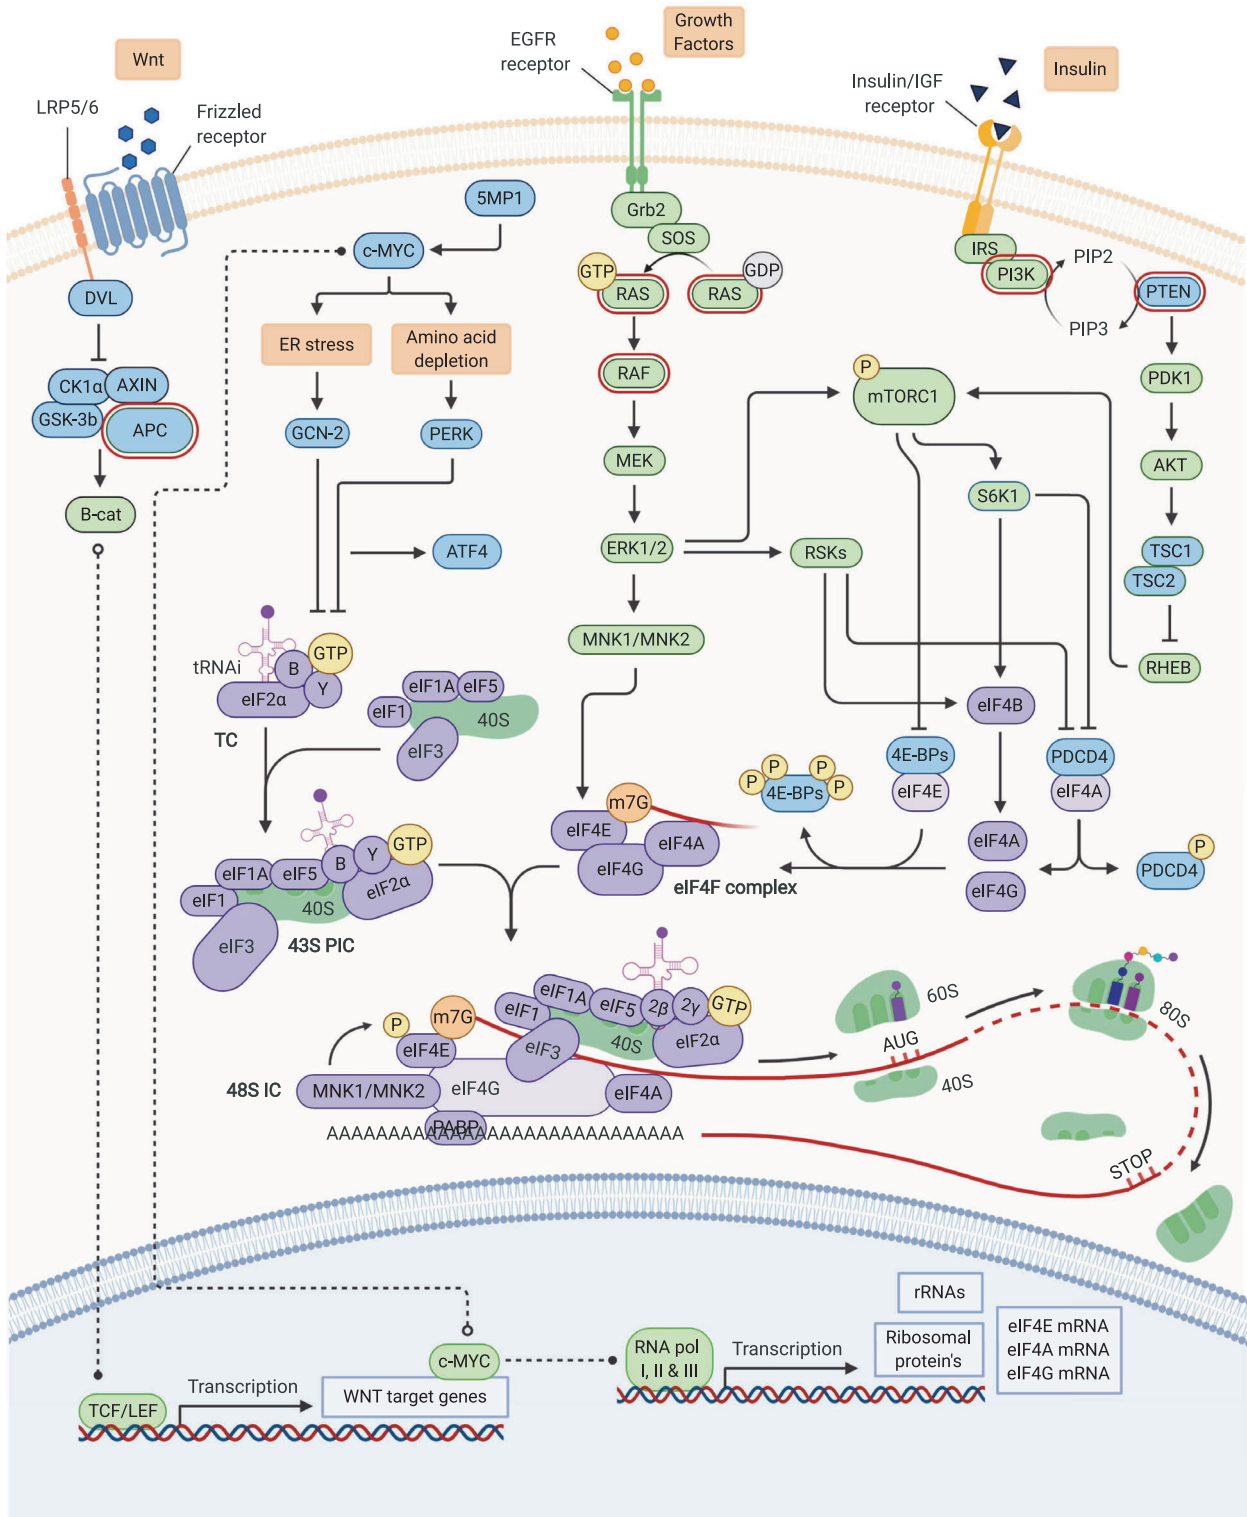 Wnt
LRP5/6
Frizzled
receptor
EGFR
receptor
Growth
Factors
Insulin/IGF
receptor
Insulin
5MP1
c-MYC
DVL
CK1α
AXIN
GSK-3b
APC
B-cat
ER stress
Amino acid
depletion
GCN-2
PERK
ATF4
Grb2
SOS
GTP
RAS
RAS
GDP
RAF
MEK
ERK1/2
RSKs
MNK1/MNK2
IRS
PI3K
PIP2
PIP3
PTEN
PDK1
AKT
TSC1
TSC2
RHEB
P
mTORC1
S6K1
tRNAi
B
GTP
Y
eIF2α
TC
eIF1A
eIF5
eIF1
40S
eIF3
eIF4B
4E-BPs
eIF4E
PDCD4
eIF4A
P
P
P
P
4E-BPs
m7G
eIF4E
eIF4A
eIF4G
eIF4F complex
eIF4A
eIF4G
P
PDCD4
eIF1A
eIF5
B
Y
GTP
eIF1
40S
eIF2α
eIF3
43S PIC
P
m7G
eIF4E
eIF1
eIF1A
eIF5
2β
2γ
GTP
eIF3
40S
eIF2α
48S IC
MNK1/MNK2
eIF4G
eIF4A
PABP
AAAAAAAAAAAAAAAAAAAAAAAAAAAAA
60S
AUG
40S
80S
STOP
rRNAs
Ribosomal
protein's
eIF4E mRNA
eIF4A mRNA
eIF4G mRNA
RNA pol
I, II & III
Transcription
c-MYC
WNT target genes
Transcription
TCF/LEF